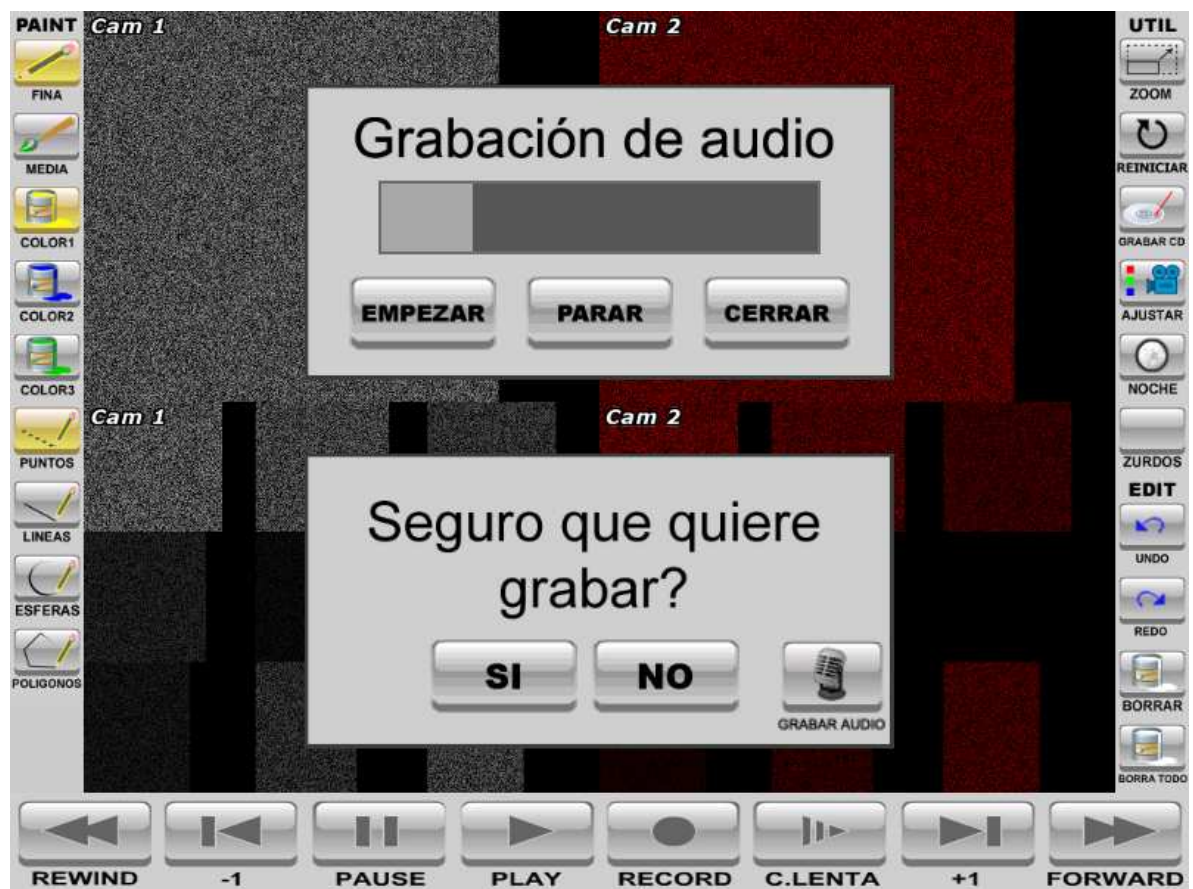 PAINT
FINA
MEDIA
COLOR1
COLOR2
COLOR3
PUNTOS
LINEAS
ESFERAS
POLIGONOS
Cam 1
Cam 2
Grabación de audio
EMPEZAR PARAR CERRAR
Cam 1
Cam 2
Seguro que quiere
grabar?
SI NO
GRABAR AUDIO
UTIL
ZOOM
REINICIAR
GRABAR CD
AJUSTAR
NOCHE
ZURDOS
EDIT
UNDO
REDO
BORRAR
BORRA TODO
REWIND -1 PAUSE PLAY RECORD C.LENTA +1 FORWARD